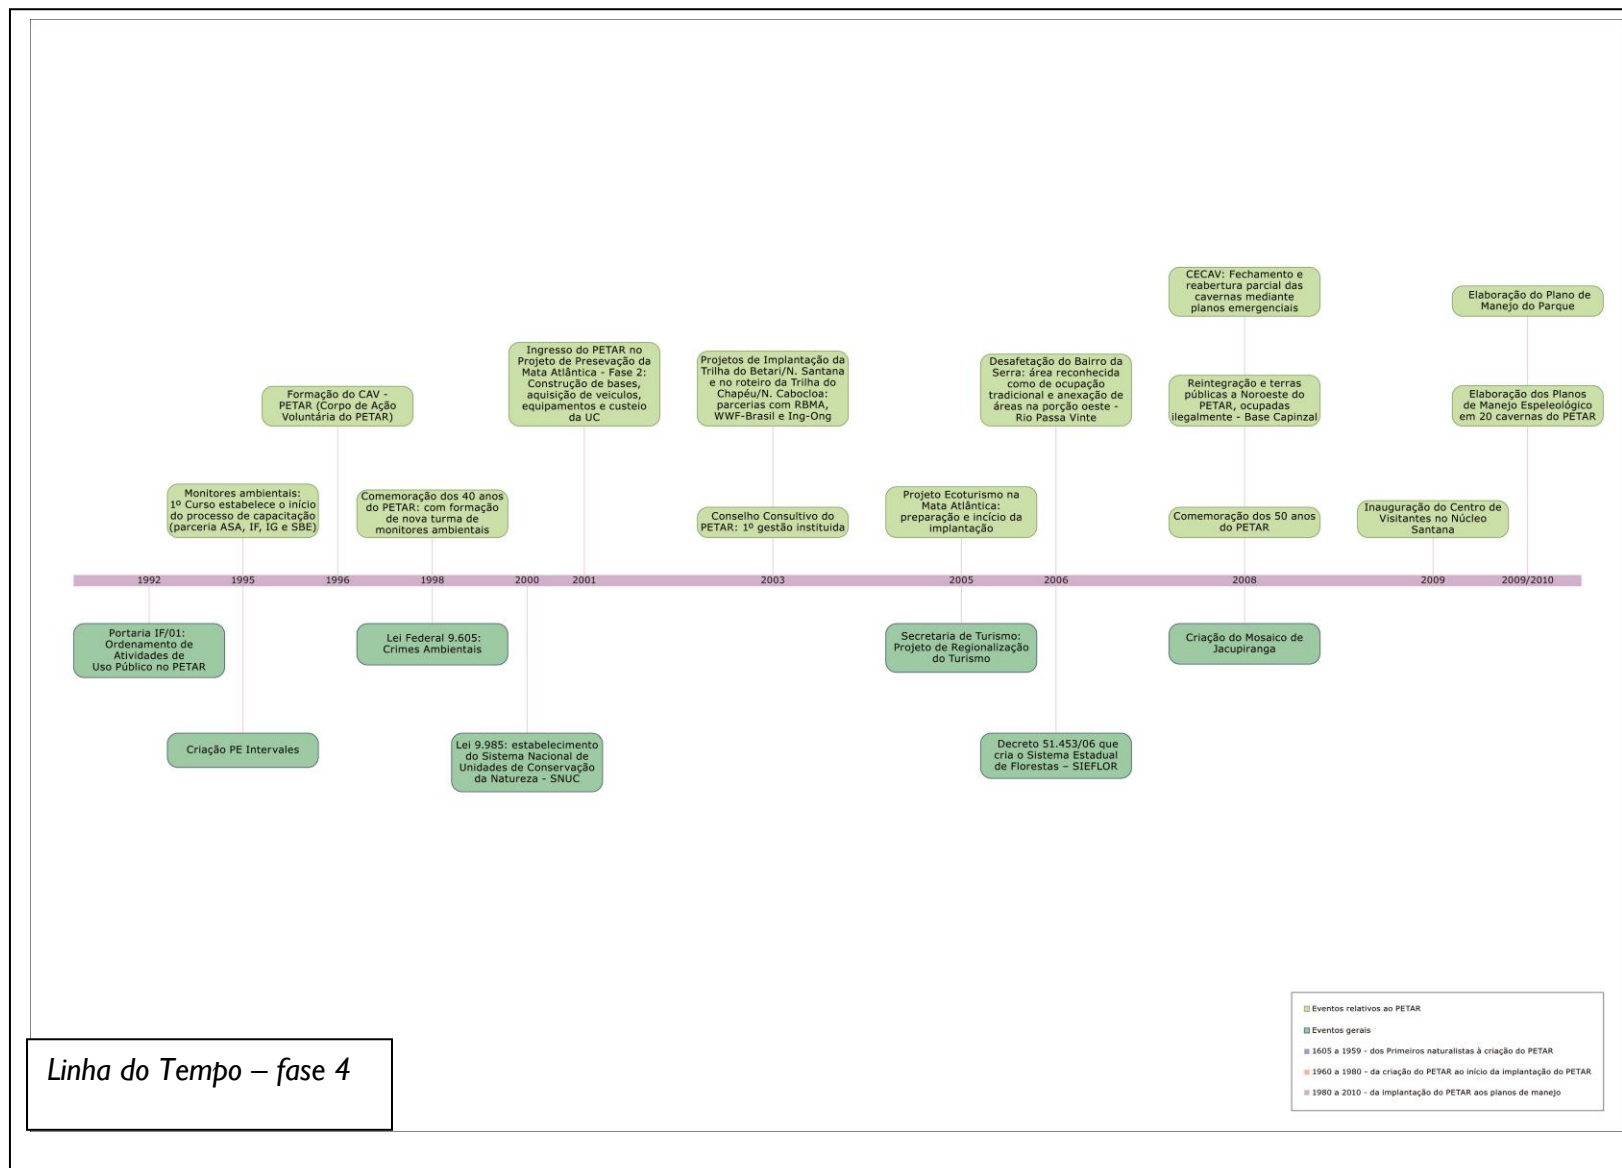 CECAV: Fechamento e
reabertura parcial das
cavernas mediante
planos emergenciais
Elaboração do Plano de
Manejo do Parque
Ingresso do PETAR no
Projeto de Presevação da
Mata Atlântica - Fase 2:
Construção de bases,
aquisição de veiculos,
equipamentos e custeio
da UC
Projetos de Implantação da
Trilha do Betari/N. Santana
e no roteiro da Trilha do
Chapéu/N. Cabocloa:
parcerias com RBMA,
WWF-Brasil e Ing-Ong
Desafetação do Bairro da
Serra: área reconhecida
como de ocupação
tradicional e anexação de
áreas na porção oeste -
Rio Passa Vinte
Reintegração e terras
públicas a Noroeste do
PETAR, ocupadas
ilegalmente - Base Capinzal
Elaboração dos Planos
de Manejo Espeleológico
em 20 cavernas do PETAR
Formação do CAV -
PETAR (Corpo de Ação
Voluntária do PETAR)
Monitores ambientais:
1º Curso estabelece o início
do processo de capacitação
(parceria ASA, IF, IG e SBE)
Comemoração dos 40 anos
do PETAR: com formação
de nova turma de
monitores ambientais
Conselho Consultivo do
PETAR: 1º gestão instituida
Projeto Ecoturismo na
Mata Atlântica:
preparação e incício da
implantação
Comemoração dos 50 anos
do PETAR
Inauguração do Centro de
Visitantes no Núcleo
Santana
1992 1995 1996 1998 2000 2001 2003 2005 2006 2008 2009 2009/2010
Portaria IF/01:
Ordenamento de
Atividades de
Uso Público no PETAR
Lei Federal 9.605:
Crimes Ambientais
Secretaria de Turismo:
Projeto de Regionalização
do Turismo
Criação do Mosaico de
Jacupiranga
Criação PE Intervales
Lei 9.985: estabelecimento
do Sistema Nacional de
Unidades de Conservação
da Natureza - SNUC
Decreto 51.453/06 que
cria o Sistema Estadual
de Florestas – SIEFLOR
Eventos relativos ao PETAR
Eventos gerais
1605 a 1959 - dos Primeiros naturalistas à criação do PETAR
1960 a 1980 - da criação do PETAR ao início da implantação do PETAR
1980 a 2010 - da implantação do PETAR aos planos de manejo
Linha do Tempo – fase 4